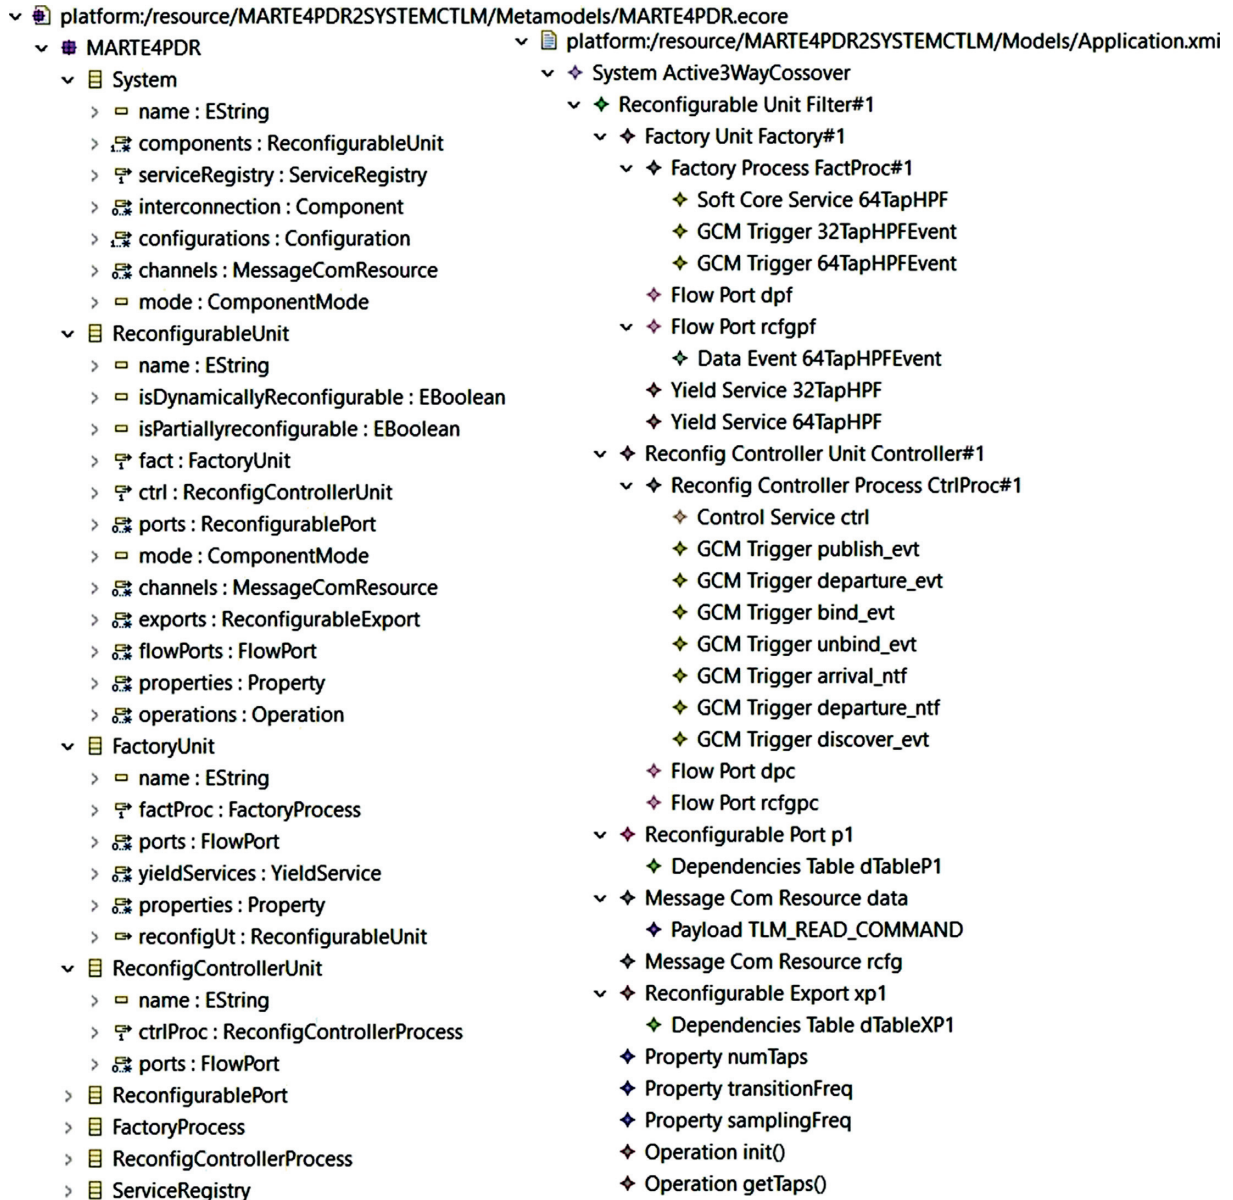 platform:/resource/MARTE4PDR2SYSTEMCTLM/Metamodels/MARTE4PDR.ecore
MARTE4PDR
System
name : EString
components : ReconfigurableUnit
serviceRegistry : ServiceRegistry
interconnection : Component
configurations : Configuration
channels : MessageComResource
mode : ComponentMode
ReconfigurableUnit
name : EString
isDynamicallyReconfigurable : EBoolean
isPartiallyreconfigurable : EBoolean
fact : FactoryUnit
ctrl : ReconfigControllerUnit
ports : ReconfigurablePort
mode : ComponentMode
channels : MessageComResource
exports : ReconfigurableExport
flowPorts : FlowPort
properties : Property
operations : Operation
FactoryUnit
name : EString
factProc : FactoryProcess
ports : FlowPort
yieldServices : YieldService
properties : Property
reconfigUt : ReconfigurableUnit
ReconfigControllerUnit
name : EString
ctrlProc : ReconfigControllerProcess
ports : FlowPort
ReconfigurablePort
FactoryProcess
ReconfigControllerProcess
ServiceRegistry
platform:/resource/MARTE4PDR2SYSTEMCTLM/Models/Application.xmi
System Active3WayCossover
Reconfigurable Unit Filter#1
Factory Unit Factory#1
Factory Process FactProc#1
Soft Core Service 64TapHPF
GCM Trigger 32TapHPFEvent
GCM Trigger 64TapHPFEvent
Flow Port dpf
Flow Port rcfgpf
Data Event 64TapHPFEvent
Yield Service 32TapHPF
Yield Service 64TapHPF
Reconfig Controller Unit Controller#1
Reconfig Controller Process CtrlProc#1
Control Service ctrl
GCM Trigger publish_evt
GCM Trigger departure_evt
GCM Trigger bind_evt
GCM Trigger unbind_evt
GCM Trigger arrival_ntf
GCM Trigger departure_ntf
GCM Trigger discover_evt
Flow Port dpc
Flow Port rcfgpc
Reconfigurable Port p1
Dependencies Table dTableP1
Message Com Resource data
Payload TLM_READ_COMMAND
Message Com Resource rcfg
Reconfigurable Export xp1
Dependencies Table dTableXP1
Property numTaps
Property transitionFreq
Property samplingFreq
Operation init()
Operation getTaps()